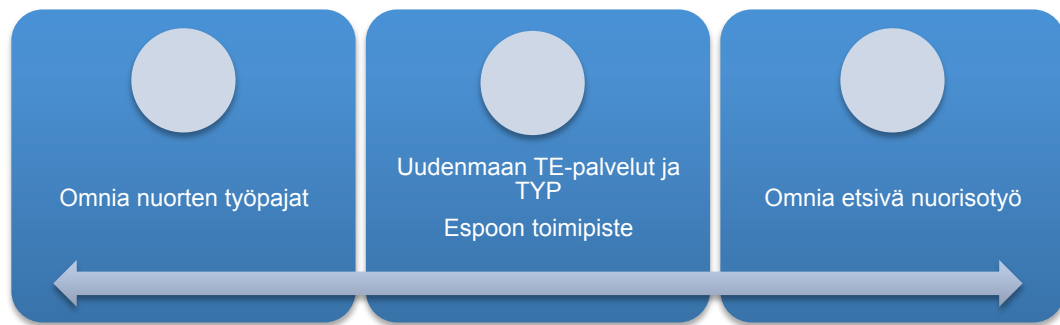 Omnia nuorten työpajat
Uudenmaan TE-palvelut ja
TYP
Espoon toimipiste
Omnia etsivä nuorisotyö